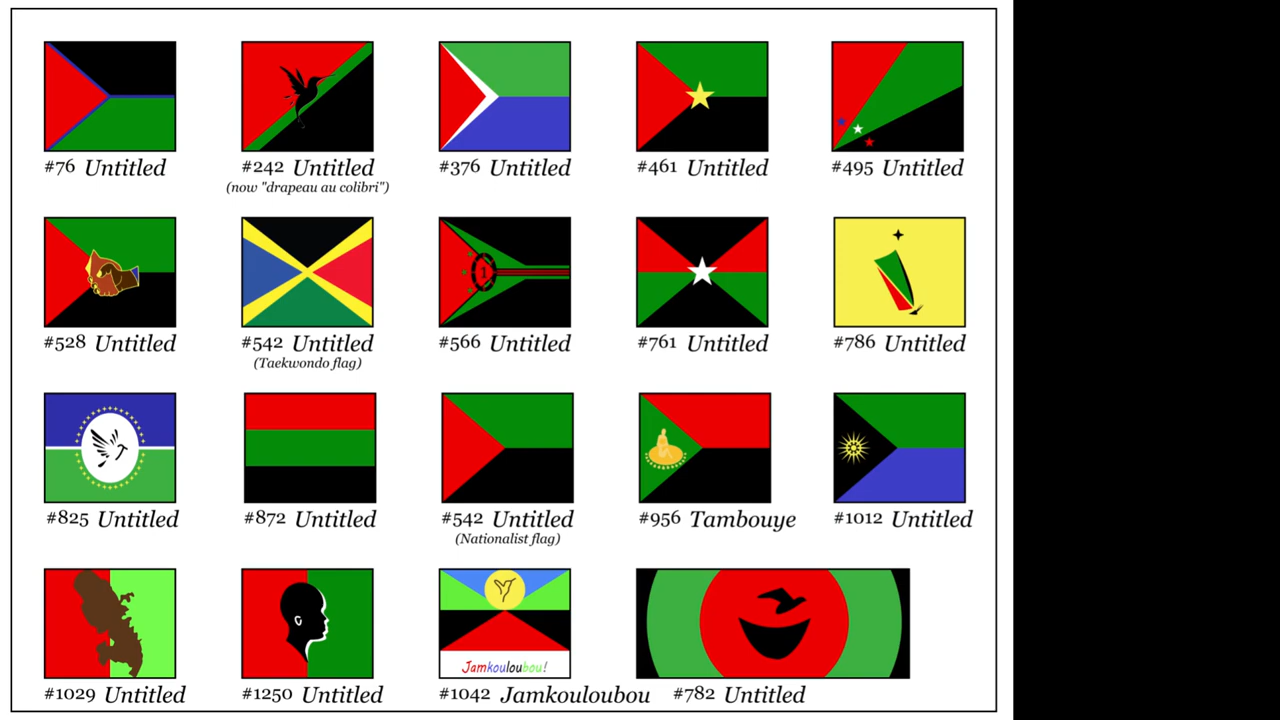 #76 Untitled
#242 Untitled
(now "drapeau au colibri")
#376 Untitled
#461 Untitled
#495 Untitled
#528 Untitled
#542 Untitled
(Taekwondo flag)
1
#566 Untitled
#761 Untitled
#786 Untitled
#825 Untitled
#872 Untitled
#542 Untitled
(Nationalist flag)
#956 Tambouye
#1012 Untitled
#1029 Untitled
#1250 Untitled
Jamkouloubou!
#1042 Jamkouloubou
#782 Untitled